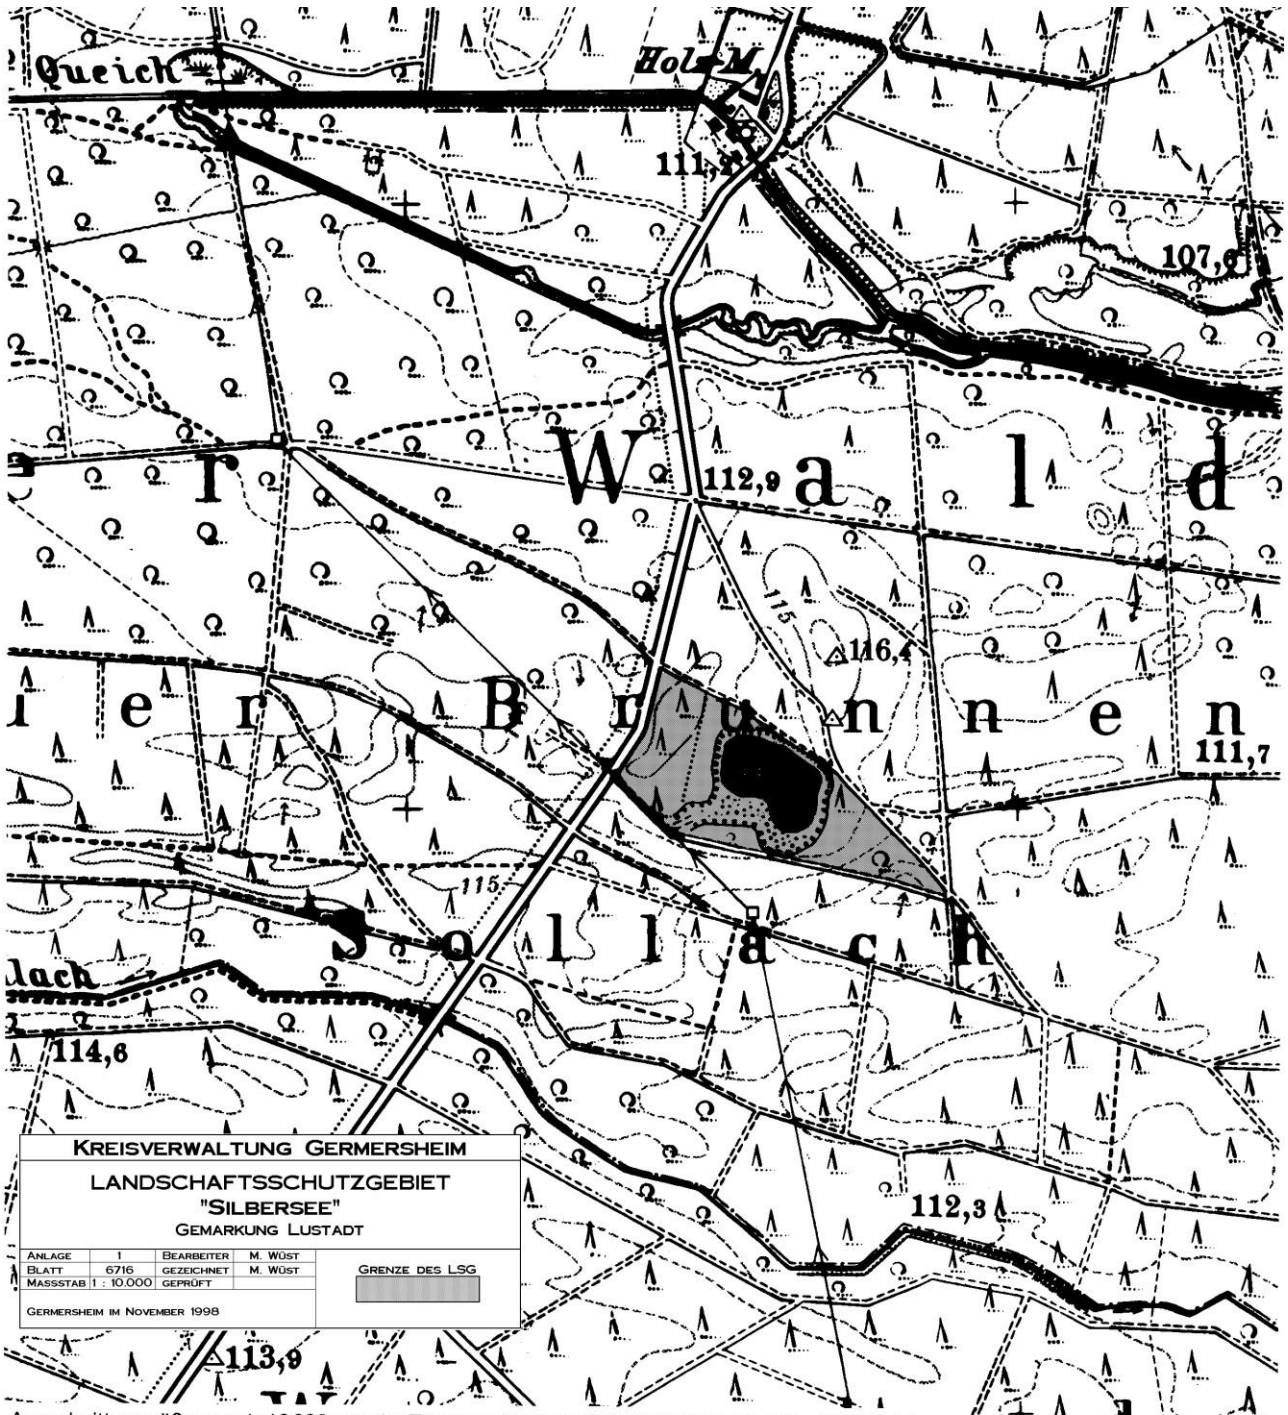 Queich
Holz-M.
111,2
107,6
r W a l d
112,9
115
116,4
u e r B r u n n e n
111,7
115
S o l l a c h
lach
114,6
112,3
113,9
W
KREISVERWALTUNG GERMERSHEIM
LANDSCHAFTSSCHUTZGEBIET
"SILBERSEE"
GEMARKUNG LUSTADT
ANLAGE 1 BEARBEITER M. WÜST
BLATT 6716 GEZEICHNET M. WÜST
MASSSTAB 1 : 10.000 GEPRÜFT
GRENZE DES LSG
GERMERSHEIM IM NOVEMBER 1998